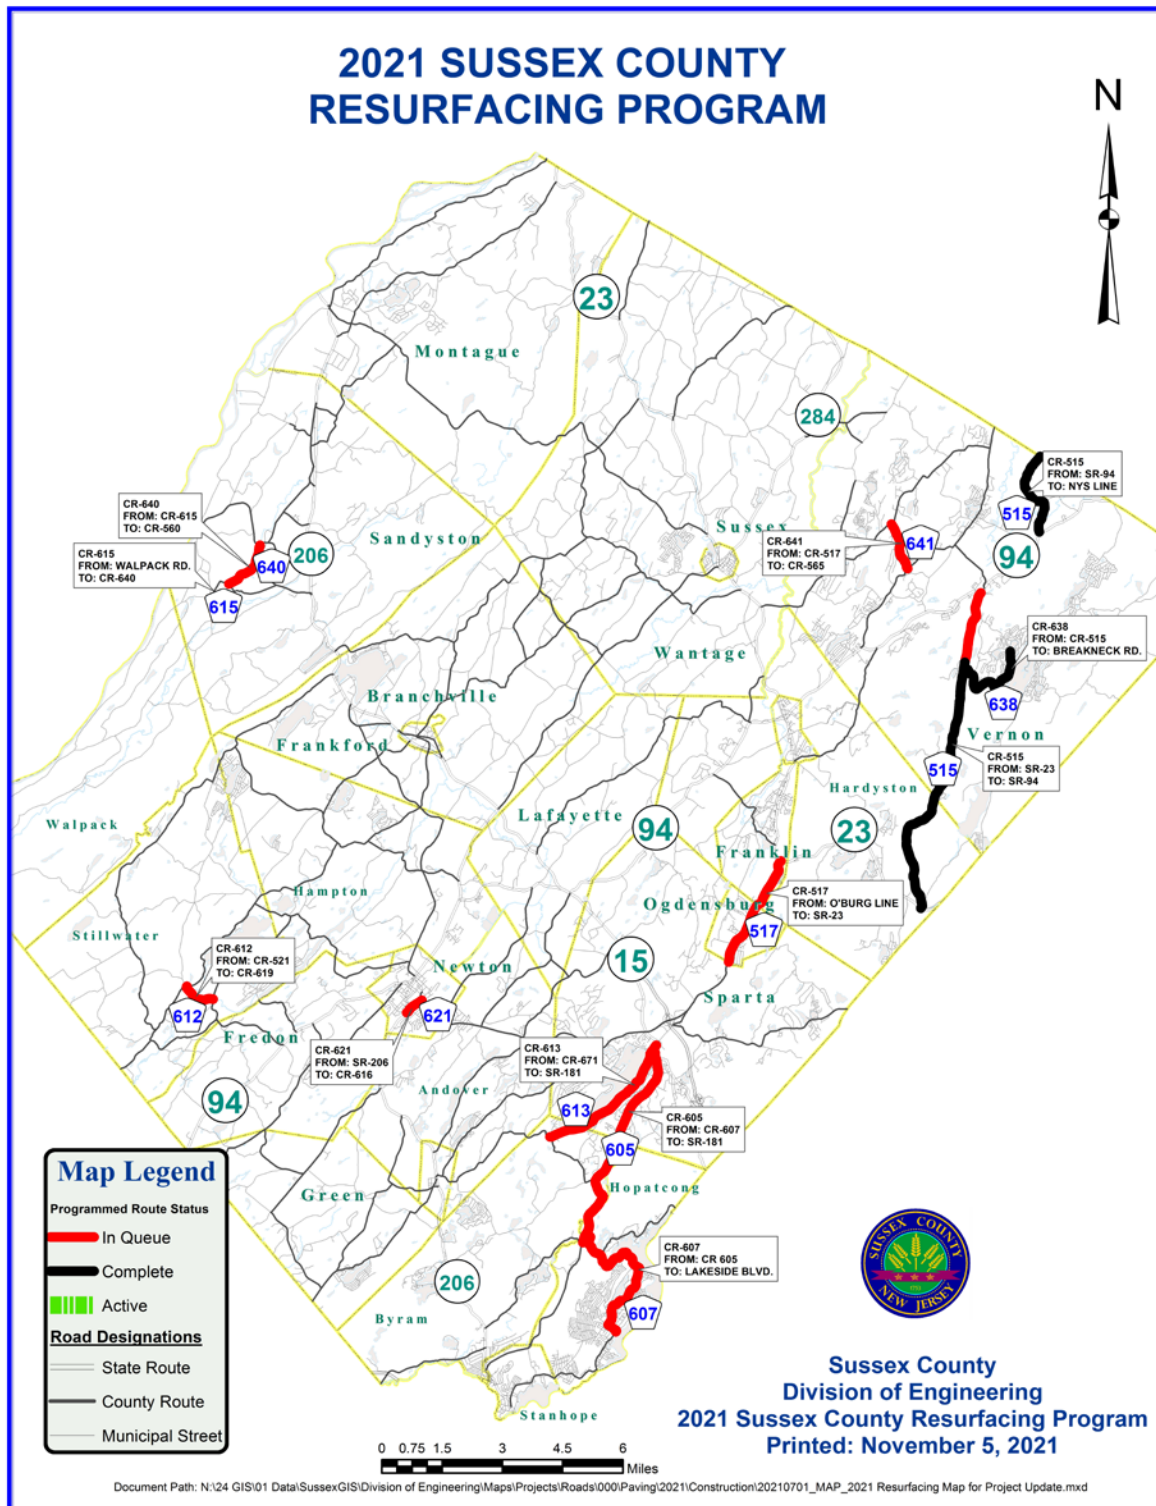 2021 SUSSEX COUNTY
RESURFACING PROGRAM
N
23
Montague
284
CR-515
FROM: SR-94
TO: NYS LINE
515
94
CR-640
FROM: CR-615
TO: CR-560
CR-615
FROM: WALPACK RD.
TO: CR-640
640
206
615
Sandyston
Sussex
CR-641
FROM: CR-517
TO: CR-565
641
CR-638
FROM: CR-515
TO: BREAKNECK RD.
638
Wantage
Branchville
Frankford
Vernon
CR-515
FROM: SR-23
TO: SR-94
515
Hardyston
Walpack
Lafayette
94
23
Franklin
Hampton
Ogdensburg
CR-517
FROM: O'BURG LINE
TO: SR-23
517
Stillwater
CR-612
FROM: CR-521
TO: CR-619
612
Newton
15
Sparta
621
Fredon
CR-621
FROM: SR-206
TO: CR-616
CR-613
FROM: CR-671
TO: SR-181
Andover
94
613
CR-605
FROM: CR-607
TO: SR-181
605
Green
Hopatcong
CR-607
FROM: CR 605
TO: LAKESIDE BLVD.
607
206
Byram
Stanhope
Map Legend
Programmed Route Status
In Queue
Complete
Active
Road Designations
State Route
County Route
Municipal Street
SUSSEX COUNTY
NEW JERSEY
Sussex County
Division of Engineering
2021 Sussex County Resurfacing Program
Printed: November 5, 2021
0 0.75 1.5 3 4.5 6
Miles
Document Path: N:\24 GIS\01 Data\SussexGIS\Division of Engineering\Maps\Projects\Roads\000\Paving\2021\Construction\20210701_MAP_2021 Resurfacing Map for Project Update.mxd